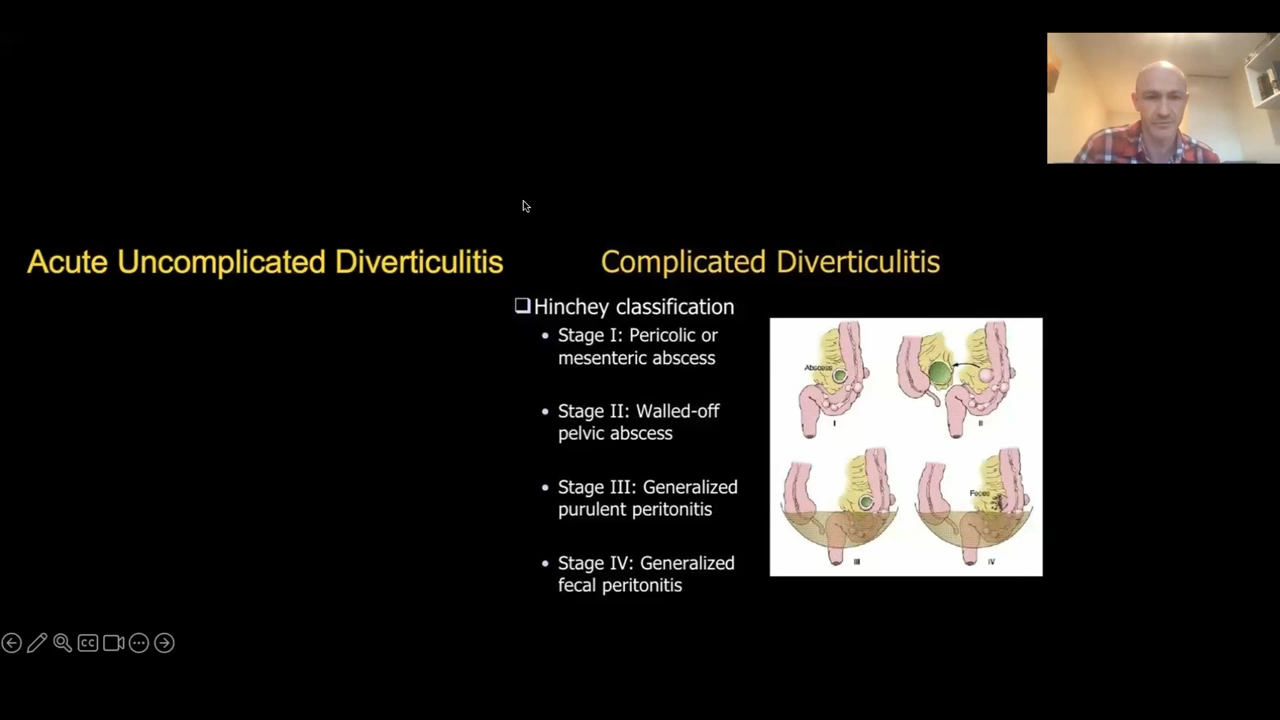 Acute Uncomplicated Diverticulitis
Complicated Diverticulitis
Hinchey classification
• Stage I: Pericolic or
mesenteric abscess
• Stage II: Walled-off
pelvic abscess
• Stage III: Generalized
purulent peritonitis
• Stage IV: Generalized
fecal peritonitis
Abscess
I
II
Feces
III
IV
CC